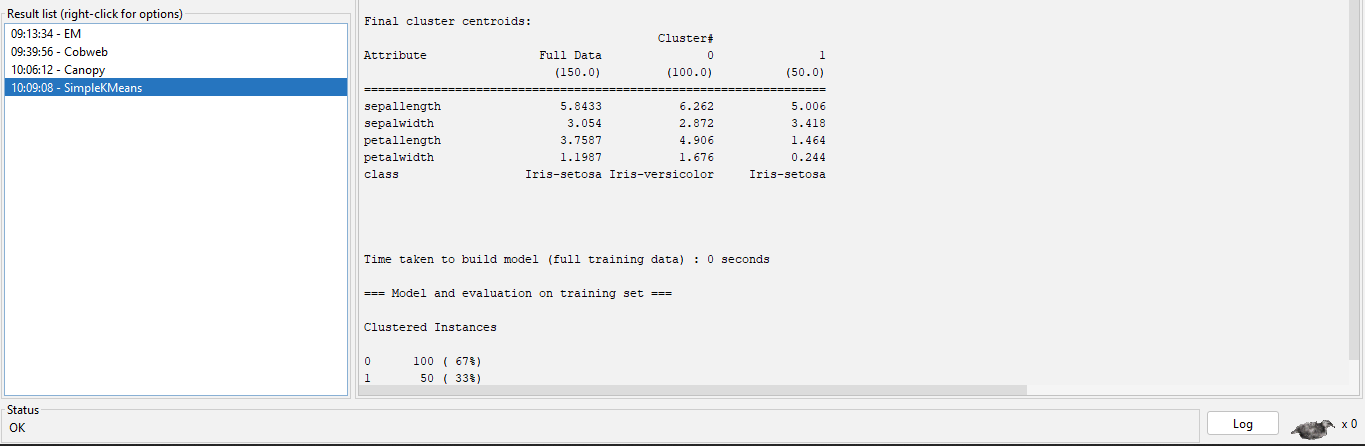 Result list (right-click for options)
09:13:34 - EM
09:39:56 - Cobweb
10:06:12 - Canopy
10:09:08 - SimpleKMeans
Final cluster centroids:
Cluster#
Attribute Full Data 0 1
(150.0) (100.0) (50.0)
==================================================================
sepallength 5.8433 6.262 5.006
sepalwidth 3.054 2.872 3.418
petallength 3.7587 4.906 1.464
petalwidth 1.1987 1.676 0.244
class Iris-setosa Iris-versicolor Iris-setosa
Time taken to build model (full training data) : 0 seconds
=== Model and evaluation on training set ===
Clustered Instances
0 100 ( 67%)
1 50 ( 33%)
Status
OK
Log
x 0